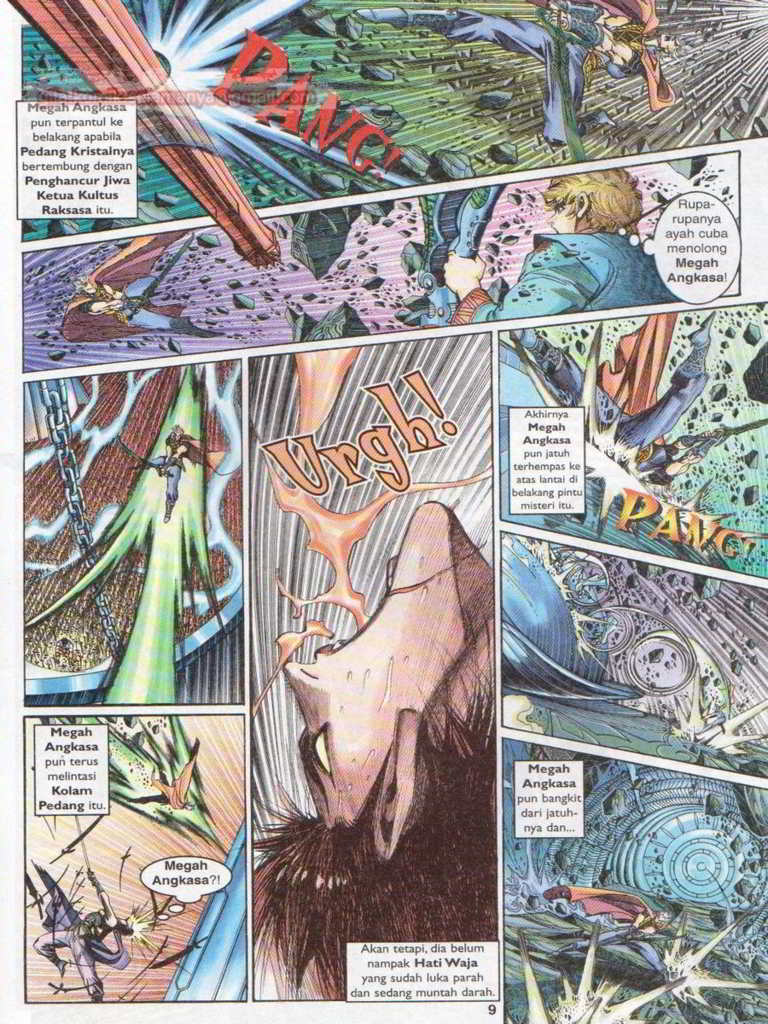 PANG!
Megah Angkasa
pun terpantul ke
belakang apabila
Pedang Kristalnya
bertembung dengan
Penghancur Jiwa
Ketua Kultus
Raksasa itu.
Rupa-
rupanya
ayah cuba
menolong
Megah
Angkasa!
Urgh!
Akhirnya
Megah
Angkasa
pun jatuh
terhempas ke
atas lantai di
belakang pintu
misteri itu.
PANG!
Megah
Angkasa
pun terus
melintasi
Kolam
Pedang itu.
Megah
Angkasa?!
Megah
Angkasa
pun bangkit
dari jatuh-
nya dan...
Akan tetapi, dia belum
nampak Hati Waja
yang sudah luka parah
dan sedang muntah darah.
9